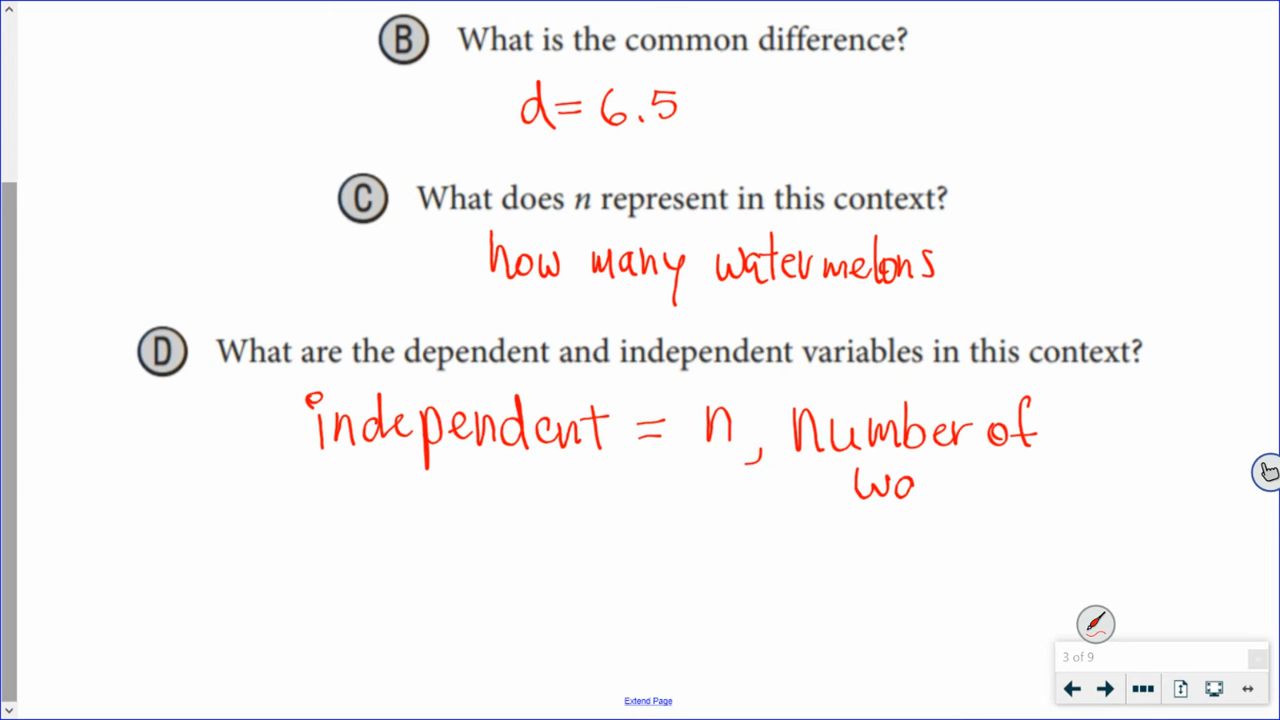 B What is the common difference?
d = 6.5
C What does n represent in this context?
how many watermelons
D What are the dependent and independent variables in this context?
independent = n, number of
wa
3 of 9
Extend Page